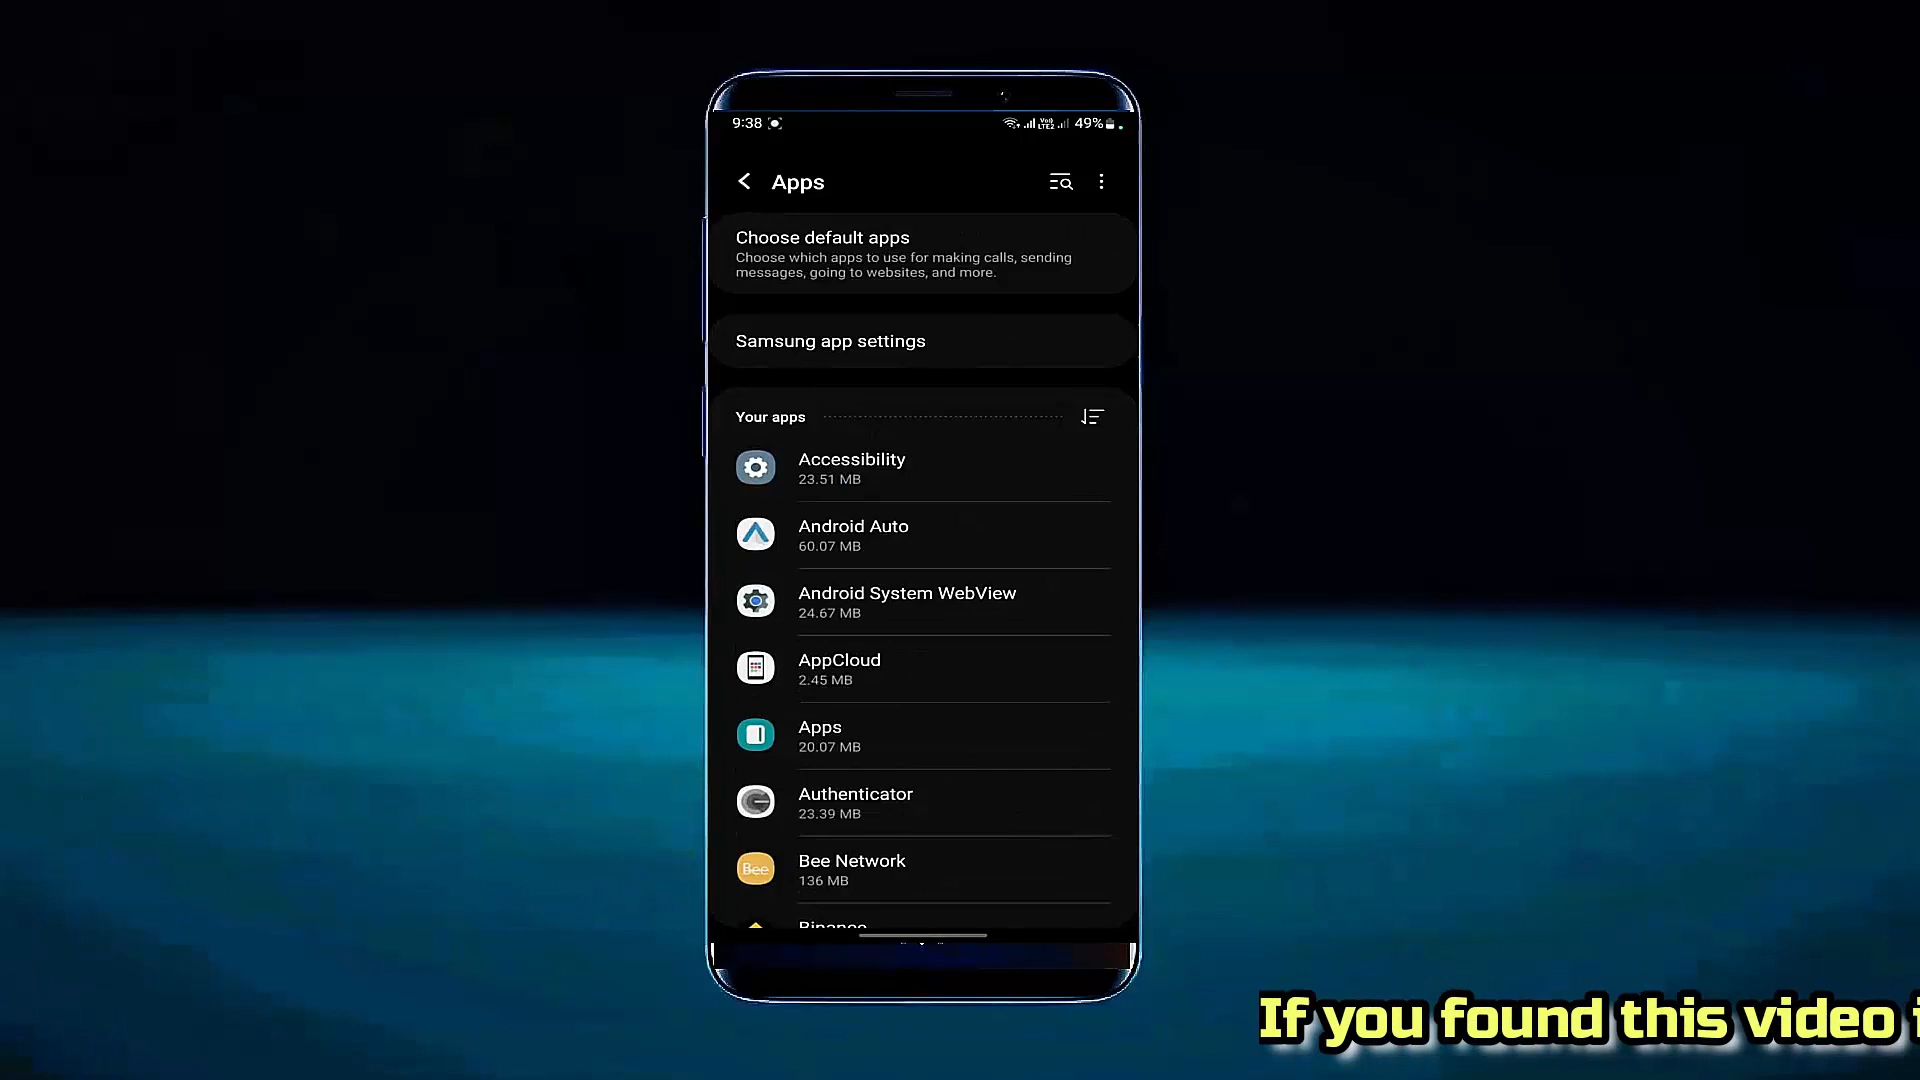 9:38
Vo)
LTE2
49%
Apps
Choose default apps
Choose which apps to use for making calls, sending
messages, going to websites, and more.
Samsung app settings
Your apps
Accessibility
23.51 MB
Android Auto
60.07 MB
Android System WebView
24.67 MB
AppCloud
2.45 MB
Apps
20.07 MB
Authenticator
23.39 MB
Bee
Bee Network
136 MB
Binance
If you found this video